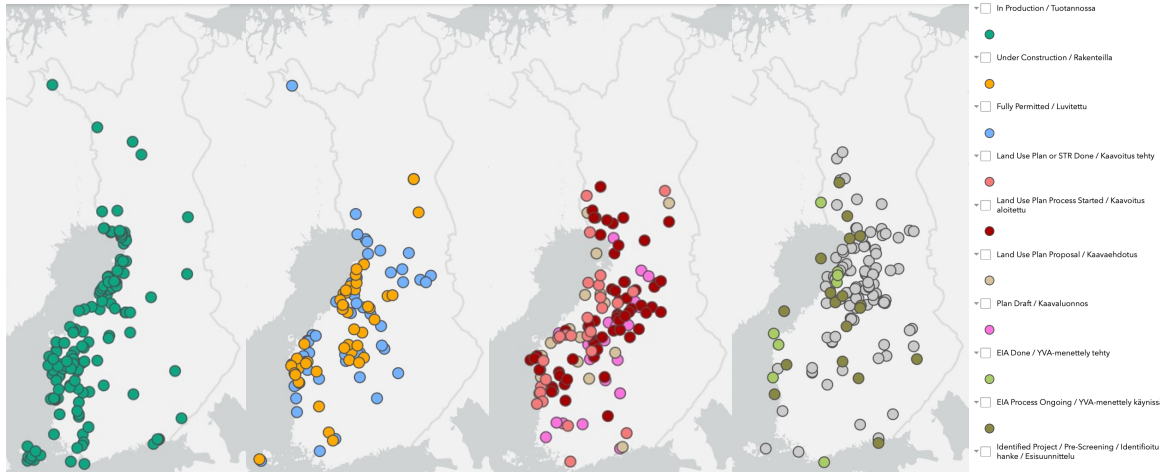 In Production / Tuotannossa
Under Construction / Rakenteilla
Fully Permitted / Luvitettu
Land Use Plan or STR Done / Kaavoitus tehty
Land Use Plan Process Started / Kaavoitus
aloitettu
Land Use Plan Proposal / Kaavaehdotus
Plan Draft / Kaavaluonnos
EIA Done / YVA-menettely tehty
EIA Process Ongoing / YVA-menettely käyniss
Identified Project / Pre-Screening / Identifioitu
hanke / Esisuunnittelu